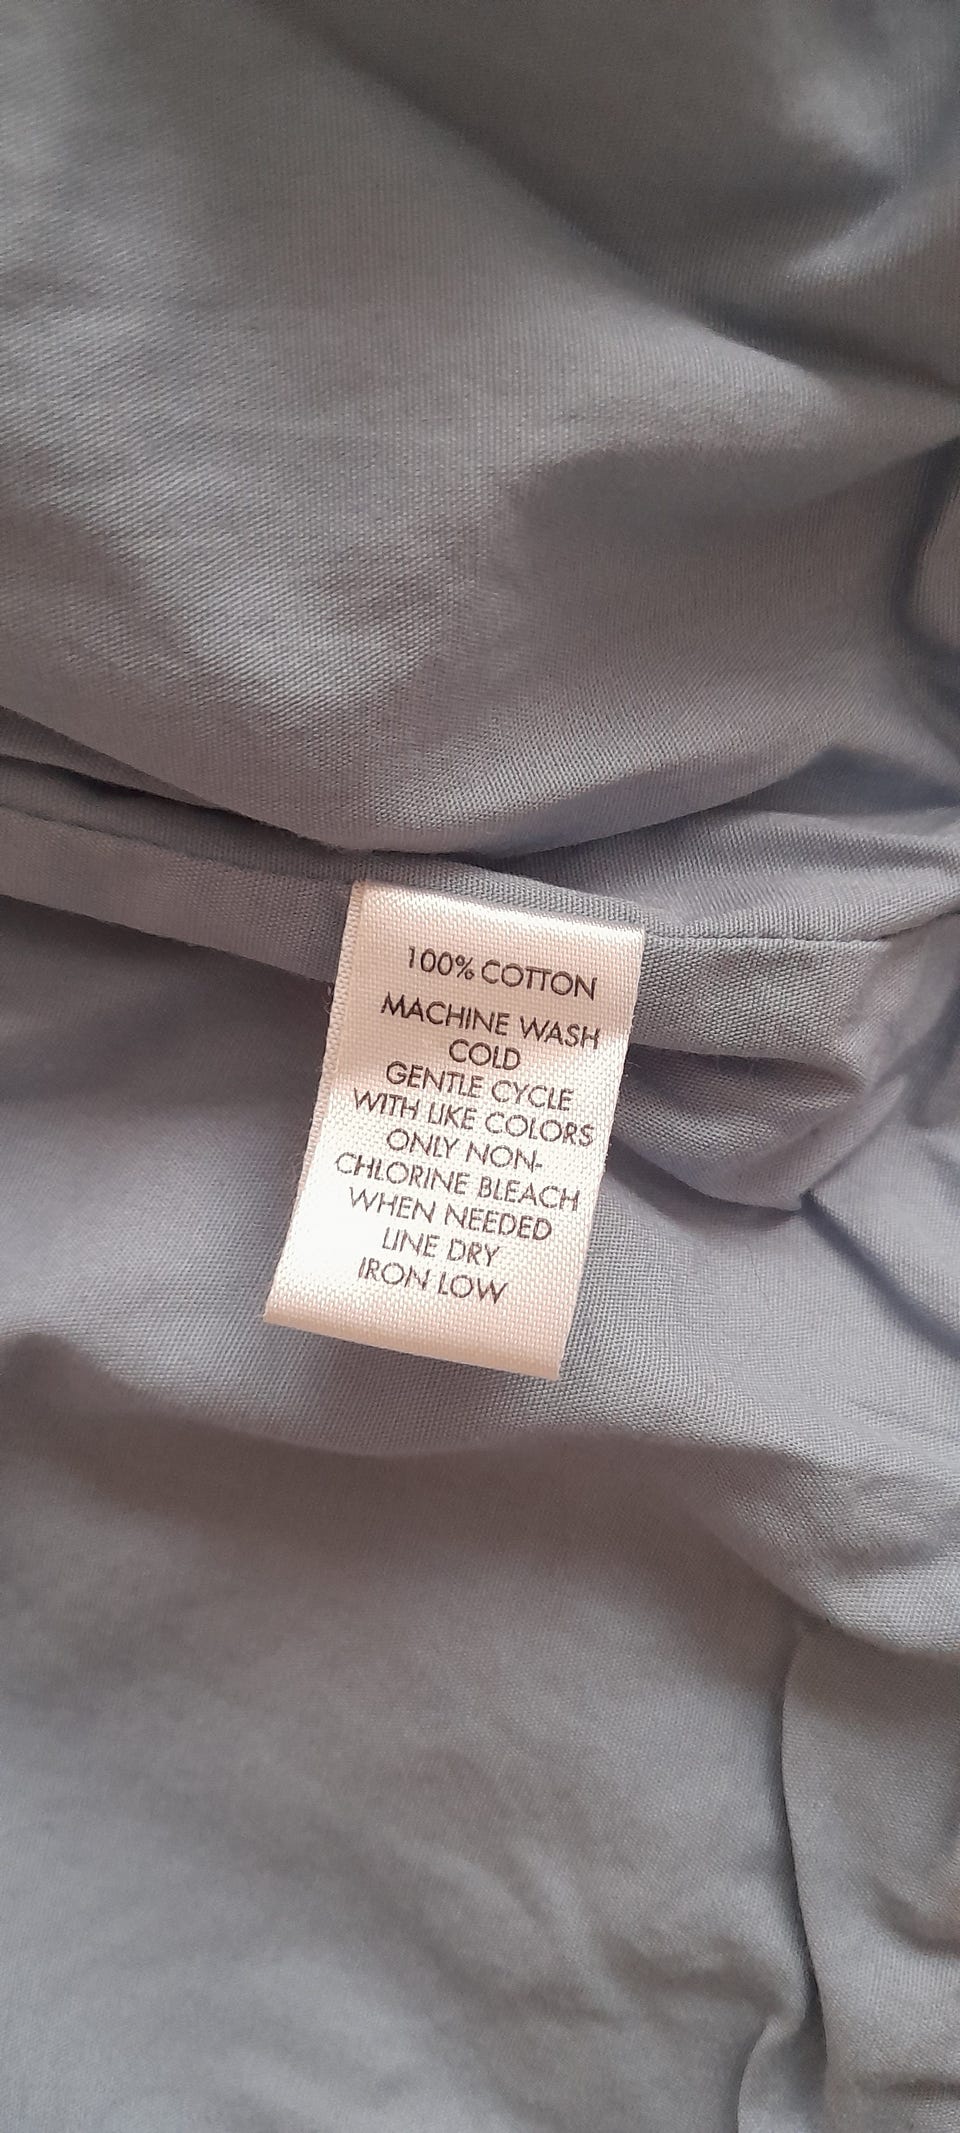 100% COTTON
MACHINE WASH
COLD
GENTLE CYCLE
WITH LIKE COLORS
ONLY NON-
CHLORINE BLEACH
WHEN NEEDED
LINE DRY
IRON LOW